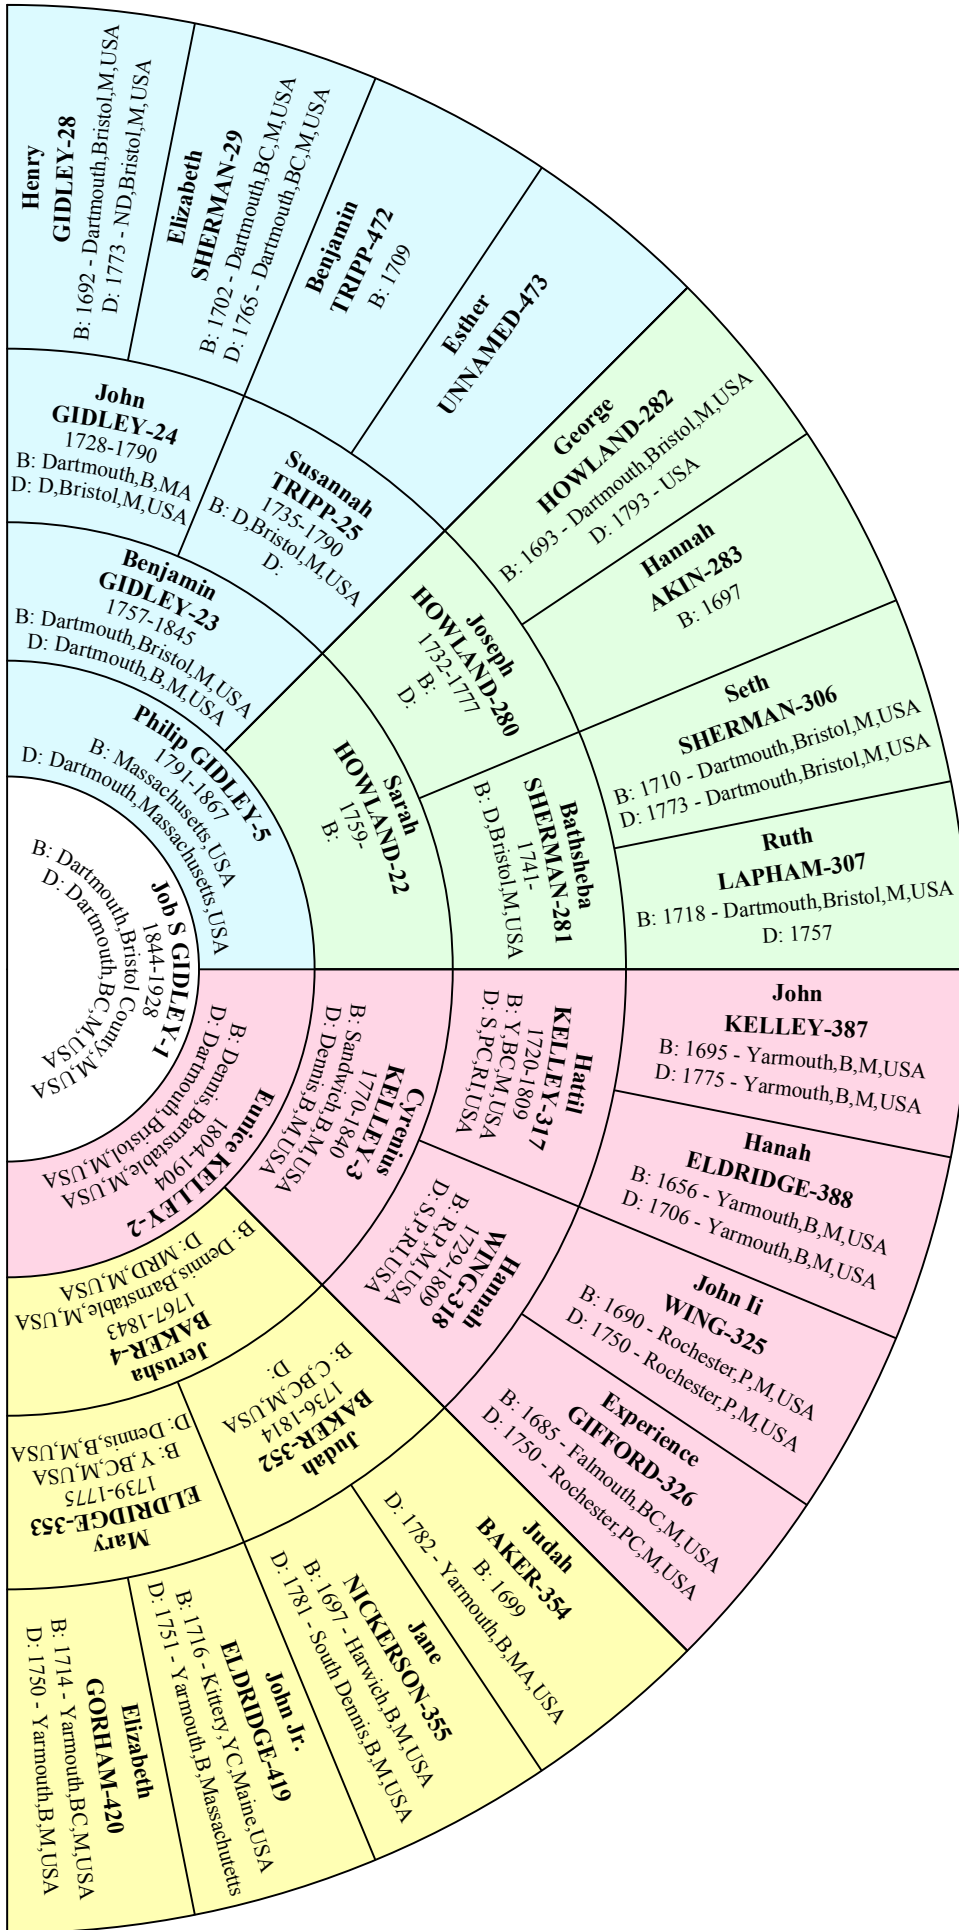 Henry
GIDLEY-28
B: 1692 - Dartmouth,Bristol,M,USA
D: 1773 - ND,Bristol,M,USA
Elizabeth
SHERMAN-29
B: 1702 - Dartmouth,BC,M,USA
D: 1765 - Dartmouth,BC,M,USA
Benjamin
TRIPP-472
B: 1709
Esther
UNNAMED-473
George
HOWLAND-282
B: 1693 - Dartmouth,Bristol,M,USA
D: 1793 - USA
Hannah
AKIN-283
B: 1697
Seth
SHERMAN-306
B: 1710 - Dartmouth,Bristol,M,USA
D: 1773 - Dartmouth,Bristol,M,USA
Ruth
LAPHAM-307
B: 1718 - Dartmouth,Bristol,M,USA
D: 1757
John
KELLEY-387
B: 1695 - Yarmouth,B,M,USA
D: 1775 - Yarmouth,B,M,USA
Hanah
ELDRIDGE-388
B: 1656 - Yarmouth,B,M,USA
D: 1706 - Yarmouth,B,M,USA
John Ii
WING-325
B: 1690 - Rochester,P,M,USA
D: 1750 - Rochester,P,M,USA
Experience
GIFFORD-326
B: 1685 - Falmouth,BC,M,USA
D: 1750 - Rochester,PC,M,USA
Judah
BAKER-354
B: 1699
D: 1782 - Yarmouth,B,MA,USA
Jane
NICKERSON-355
B: 1697 - Harwich,B,M,USA
D: 1781 - South Dennis,B,M,USA
John Jr.
ELDRIDGE-419
B: 1716 - Kittery,YC,Maine,USA
D: 1751 - Yarmouth,B,Massachutetts
Elizabeth
GORHAM-420
B: 1714 - Yarmouth,BC,M,USA
D: 1750 - Yarmouth,B,M,USA
John
GIDLEY-24
1728-1790
B: Dartmouth,B,MA
D: D,Bristol,M,USA
Susannah
TRIPP-25
1735-1790
B: D,Bristol,M,USA
D:
Joseph
HOWLAND-280
1732-1777
B:
D:
Bathsheba
SHERMAN-281
1741-
B: D,Bristol,M,USA
Hattil
KELLEY-317
1720-1809
B: Y,BC,M,USA
D: S,PC,RI,USA
Hannah
WING-318
1729-1809
B: R,P,M,USA
D: S,P,RI,USA
Judah
BAKER-352
1736-1814
B: C,BC,M,USA
D:
Mary
ELDRIDGE-353
1739-1775
B: Y,BC,M,USA
D: Dennis,B,M,USA
Benjamin
GIDLEY-23
1757-1845
B: Dartmouth,Bristol,M,USA
D: Dartmouth,B,M,USA
Sarah
HOWLAND-22
1759-
B:
Cyrenius
KELLEY-3
1770-1840
B: Sandwich,B,M,USA
D: Dennis,B,M,USA
Jerusha
BAKER-4
1767-1843
B: Dennis,Barnstable,M,USA
D: MRD,M,USA
Philip GIDLEY-5
1791-1867
B: Massachusetts, USA
D: Dartmouth,Massachusetts,USA
Eunice KELLEY-2
1804-1904
B: Dennis,Barnstable,M,USA
D: Dartmouth,Bristol,M,USA
Job S GIDLEY-1
1844-1928
B: Dartmouth,Bristol County,M,USA
D: Dartmouth,BC,M,USA